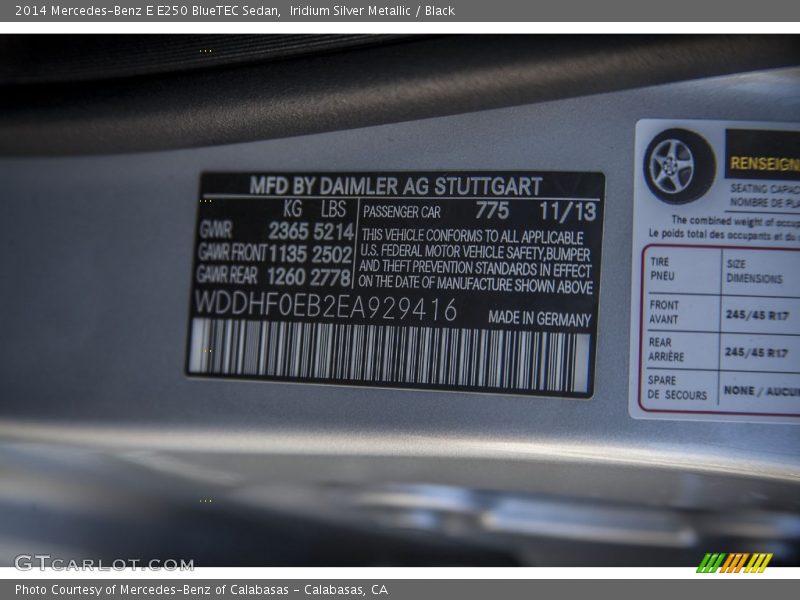 2014 Mercedes-Benz E E250 BlueTEC Sedan, Iridium Silver Metallic / Black
MFD BY DAIMLER AG STUTTGART
KG LBS
GVWR 2365 5214
GAWR FRONT 1135 2502
GAWR REAR 1260 2778
PASSENGER CAR 775 11/13
THIS VEHICLE CONFORMS TO ALL APPLICABLE
U.S. FEDERAL MOTOR VEHICLE SAFETY,BUMPER
AND THEFT PREVENTION STANDARDS IN EFFECT
ON THE DATE OF MANUFACTURE SHOWN ABOVE
WDDHF0EB2EA929416
MADE IN GERMANY
RENSEIGN
SEATING CAPAC
NOMBRE DE PLA
The combined weight of occup
Le poids total des occupants et du
TIRE SIZE
PNEU DIMENSIONS
FRONT
AVANT 245/45 R17
REAR
ARRIÈRE 245/45 R17
SPARE
DE SECOURS NONE / AUCUN
GTCARLOT.COM
Photo Courtesy of Mercedes-Benz of Calabasas - Calabasas, CA